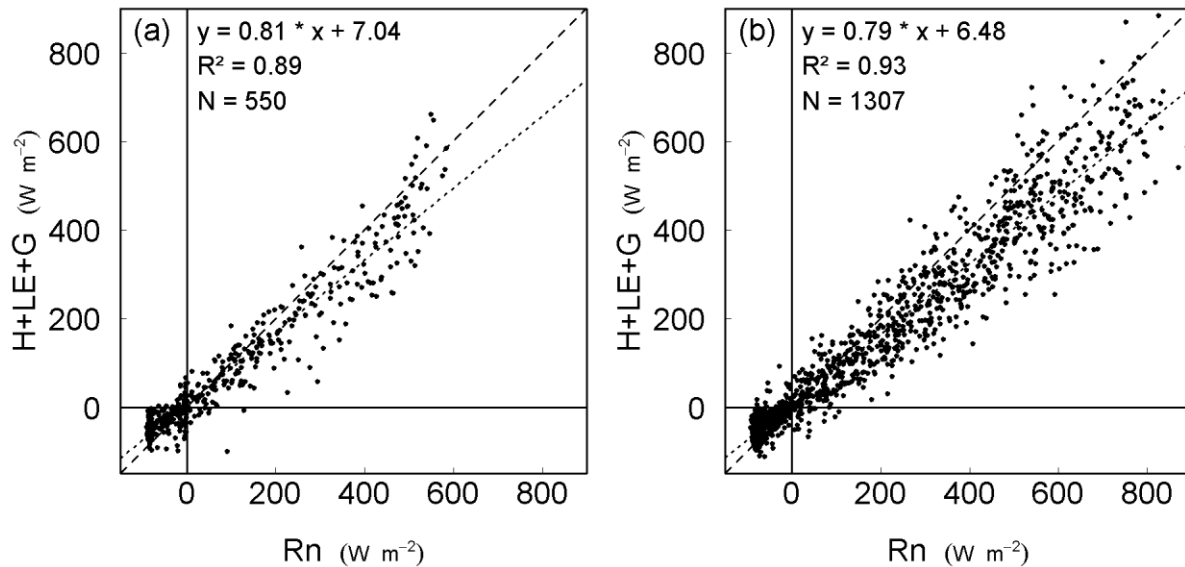 (a)
y = 0.81 * x + 7.04
R² = 0.89
N = 550
800
600
400
200
0
H+LE+G (W m⁻²)
0 200 400 600 800
Rn (W m⁻²)
(b)
y = 0.79 * x + 6.48
R² = 0.93
N = 1307
800
600
400
200
0
H+LE+G (W m⁻²)
0 200 400 600 800
Rn (W m⁻²)